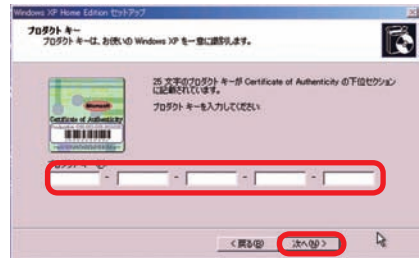 Windows XP Home Edition セットアップ
プロダクト キー
プロダクト キーは、お使いの Windows XP を一意に識別します。
25 文字のプロダクト キーが Certificate of Authenticity の下位セクション
に記載されています。
プロダクト キーを入力してください:
Microsoft
Certificate of Authenticity
プロダクト キー(P):
- - - -
< 戻る(B)
次へ(N) >